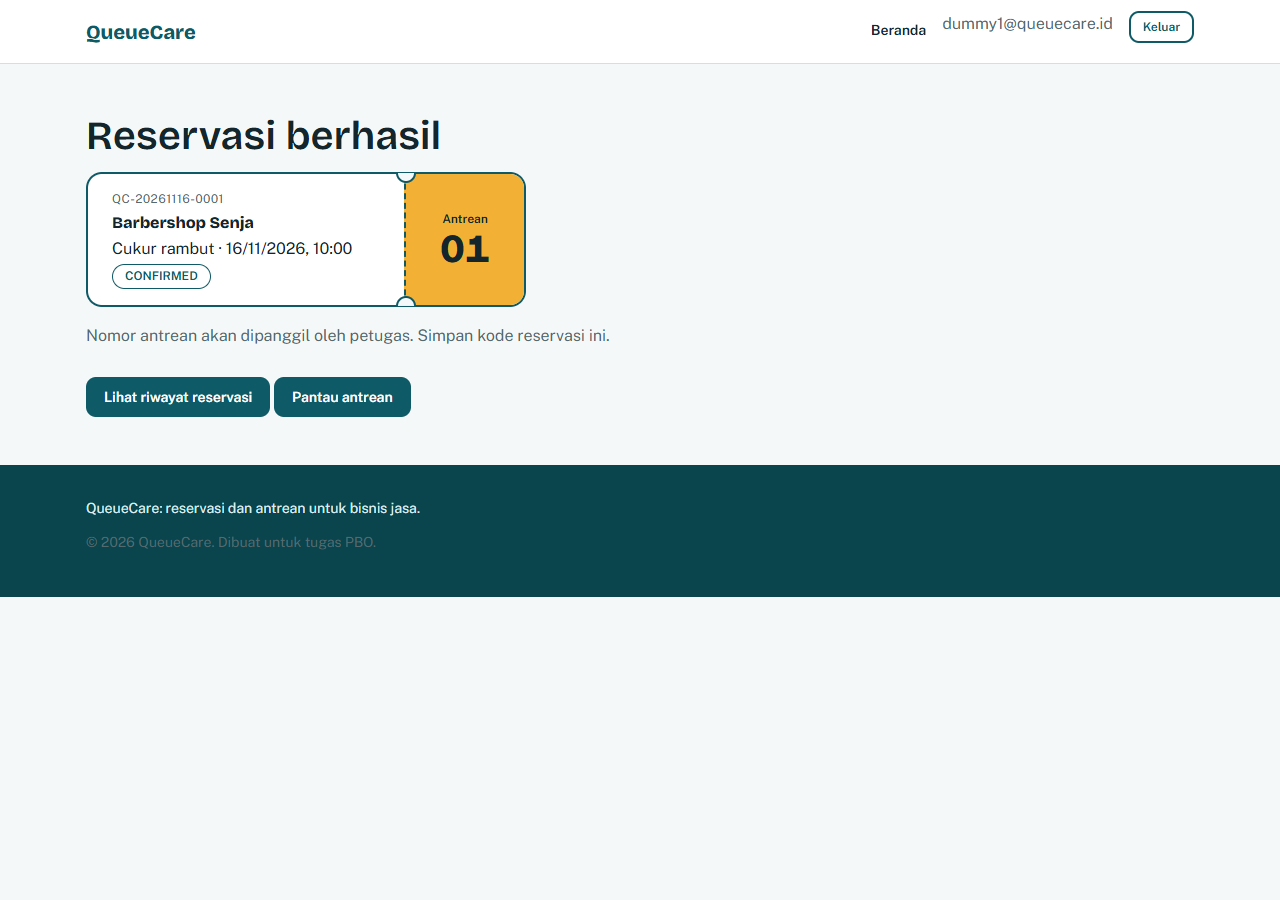 QueueCare
Beranda
dummy1@queuecare.id
Keluar
Reservasi berhasil
QC-20261116-0001
Barbershop Senja
Cukur rambut · 16/11/2026, 10:00
CONFIRMED
Antrean
01
Nomor antrean akan dipanggil oleh petugas. Simpan kode reservasi ini.
Lihat riwayat reservasi
Pantau antrean
QueueCare: reservasi dan antrean untuk bisnis jasa.
© 2026 QueueCare. Dibuat untuk tugas PBO.